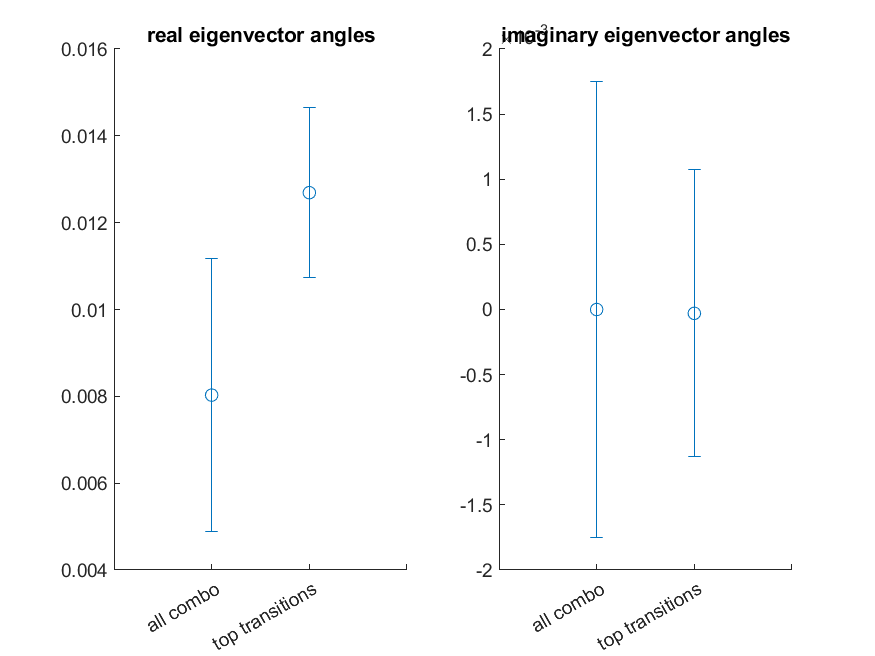 real eigenvector angles
0.016
0.014
0.012
0.01
0.008
0.006
0.004
all combo
top transitions
imaginary eigenvector angles
2
1.5
1
0.5
0
-0.5
-1
-1.5
-2
all combo
top transitions